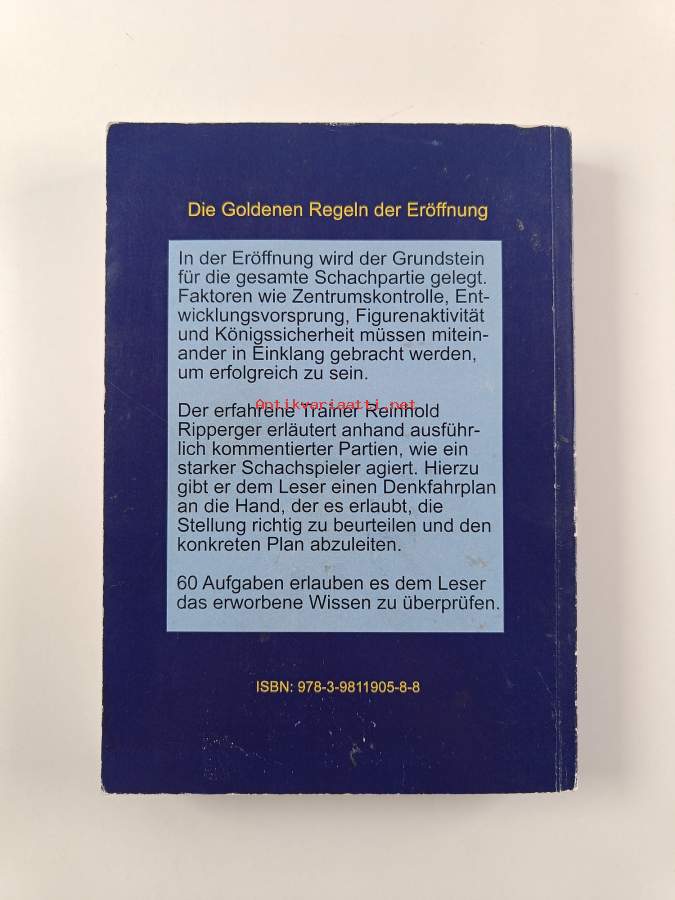 Die Goldenen Regeln der Eröffnung
In der Eröffnung wird der Grundstein
für die gesamte Schachpartie gelegt.
Faktoren wie Zentrumskontrolle, Ent-
wicklungsvorsprung, Figurenaktivität
und Königssicherheit müssen mitein-
ander in Einklang gebracht werden,
um erfolgreich zu sein.
Antikvariaatti.net
Der erfahrene Trainer Reinhold
Ripperger erläutert anhand ausführ-
lich kommentierter Partien, wie ein
starker Schachspieler agiert. Hierzu
gibt er dem Leser einen Denkfahrplan
an die Hand, der es erlaubt, die
Stellung richtig zu beurteilen und den
konkreten Plan abzuleiten.
60 Aufgaben erlauben es dem Leser
das erworbene Wissen zu überprüfen.
ISBN: 978-3-9811905-8-8